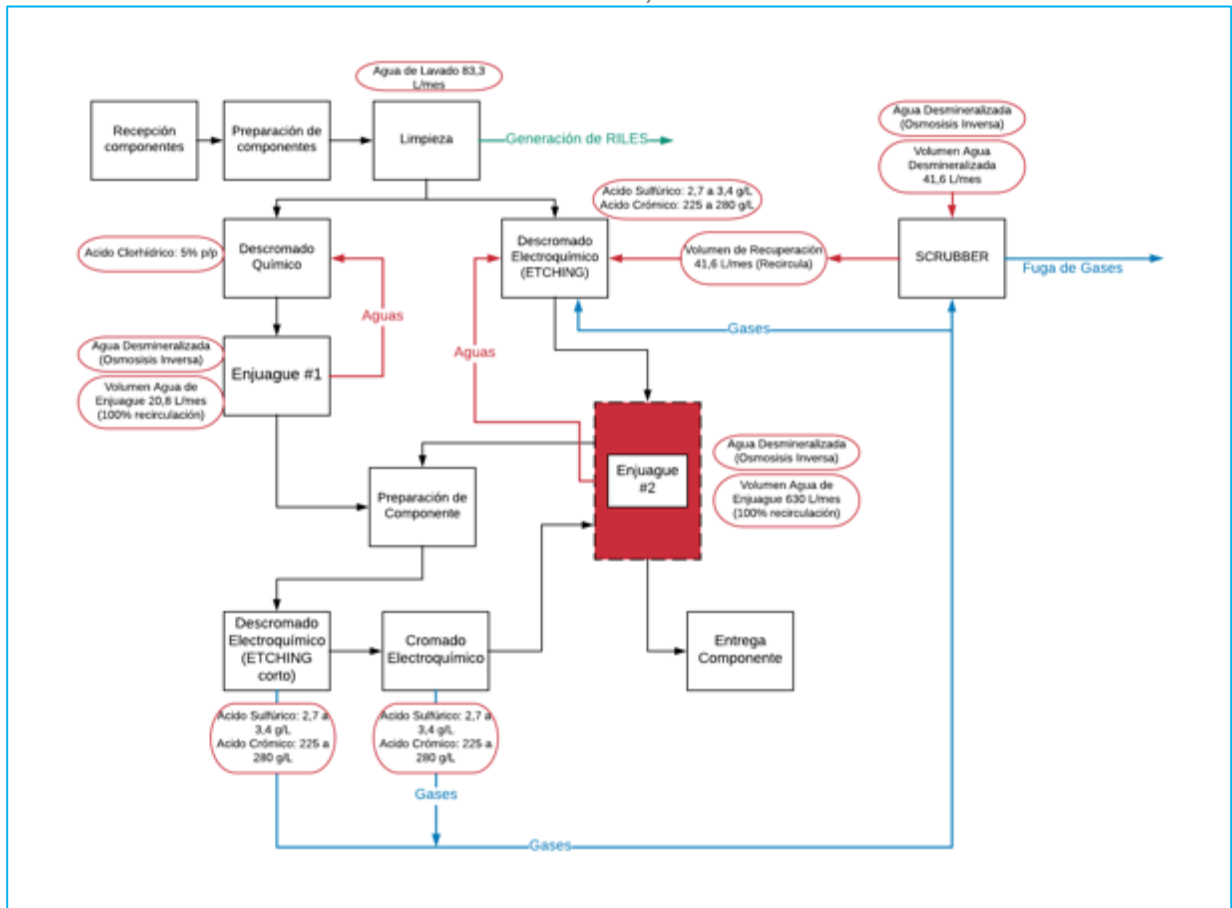 Agua de Lavado 83,3
L/mes
Recepción
componentes
Preparación de
componentes
Limpieza
Generación de RILES
Agua Desmineralizada
(Osmosis Inversa)
Volumen Agua
Desmineralizada
41,6 L/mes
Acido Sulfúrico: 2,7 a 3,4 g/L
Acido Crómico: 225 a 280 g/L
Acido Clorhídrico: 5% p/p
Descromado
Químico
Descromado
Electroquímico
(ETCHING)
Volumen de Recuperación
41,6 L/mes (Recircula)
SCRUBBER
Fuga de Gases
Aguas
Gases
Aguas
Agua Desmineralizada
(Osmosis Inversa)
Volumen Agua de
Enjuague 20,8 L/mes
(100% recirculación)
Enjuague #1
Enjuague
#2
Agua Desmineralizada
(Osmosis Inversa)
Volumen Agua de
Enjuague 630 L/mes
(100% recirculación)
Preparación de
Componente
Descromado
Electroquímico
(ETCHING
corto)
Cromado
Electroquímico
Entrega
Componente
Acido Sulfúrico: 2,7 a
3,4 g/L
Acido Crómico: 225 a
280 g/L
Acido Sulfúrico: 2,7 a
3,4 g/L
Acido Crómico: 225 a
280 g/L
Gases
Gases